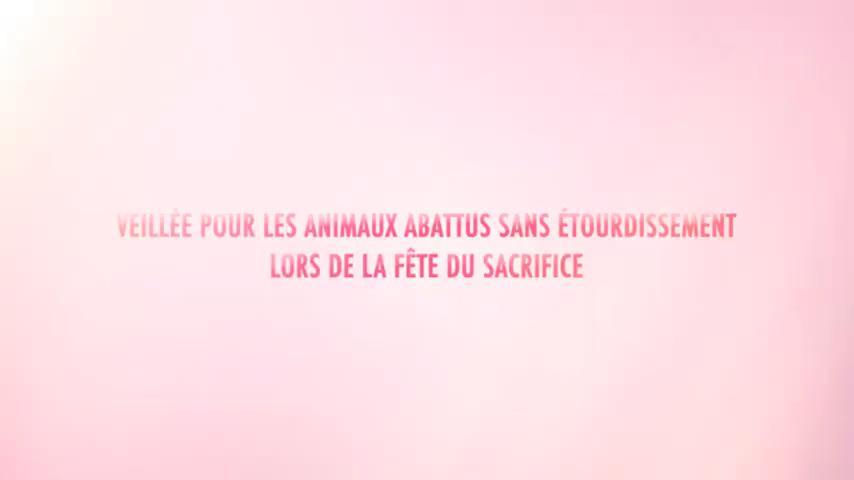 VEILLÉE POUR LES ANIMAUX ABATTUS SANS ÉTOURDISSEMENT
LORS DE LA FÊTE DU SACRIFICE